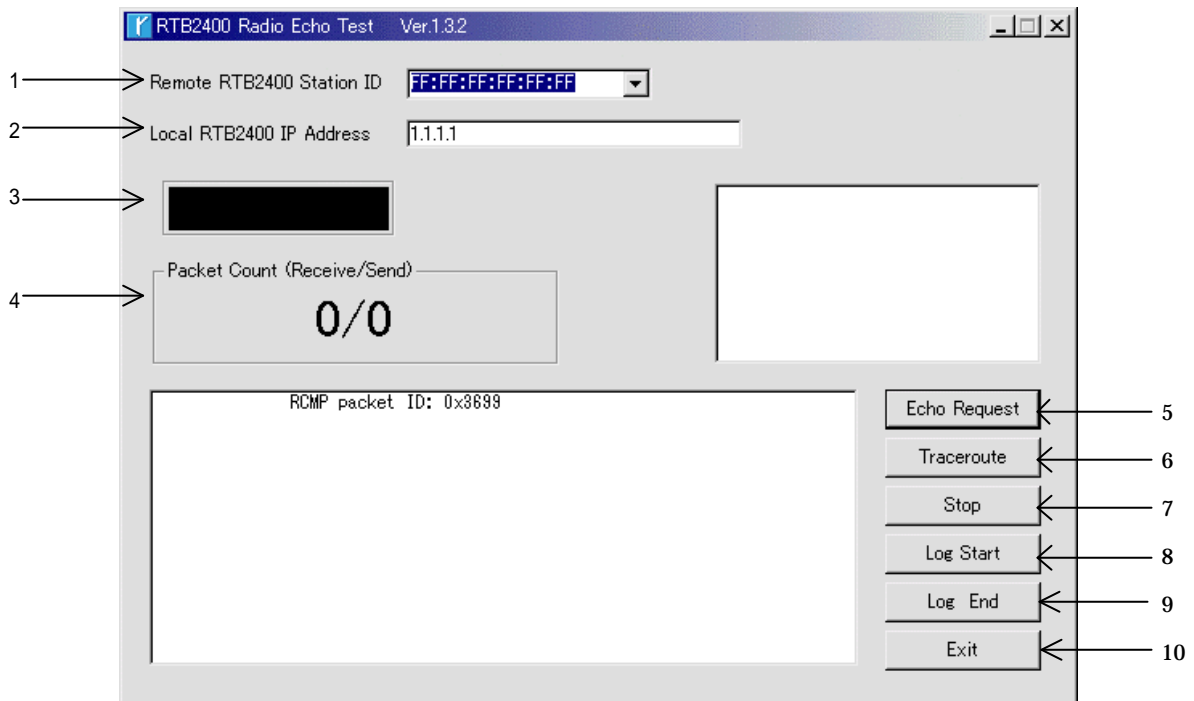 RTB2400 Radio Echo Test Ver.1.3.2
1
Remote RTB2400 Station ID FF:FF:FF:FF:FF:FF
2
Local RTB2400 IP Address 1.1.1.1
3
Packet Count (Receive/Send)
4
0/0
RCMP packet ID: 0x3699
Echo Request 5
Traceroute 6
Stop 7
Log Start 8
Log End 9
Exit 10